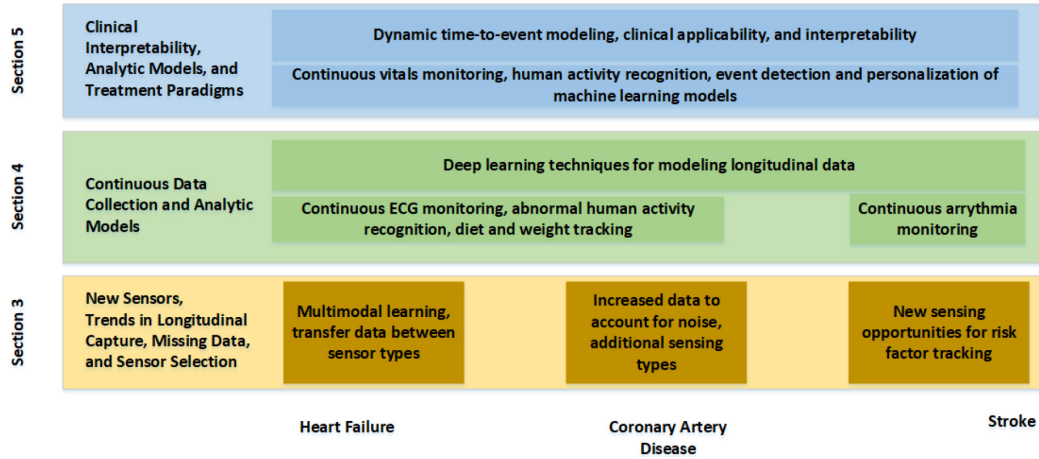 Section 5
Clinical
Interpretability,
Analytic Models, and
Treatment Paradigms
Dynamic time-to-event modeling, clinical applicability, and interpretability
Continuous vitals monitoring, human activity recognition, event detection and personalization of
machine learning models
Section 4
Continuous Data
Collection and Analytic
Models
Deep learning techniques for modeling longitudinal data
Continuous ECG monitoring, abnormal human activity
recognition, diet and weight tracking
Continuous arrythmia
monitoring
Section 3
New Sensors,
Trends in Longitudinal
Capture, Missing Data,
and Sensor Selection
Multimodal learning,
transfer data between
sensor types
Increased data to
account for noise,
additional sensing
types
New sensing
opportunities for risk
factor tracking
Heart Failure
Coronary Artery
Disease
Stroke